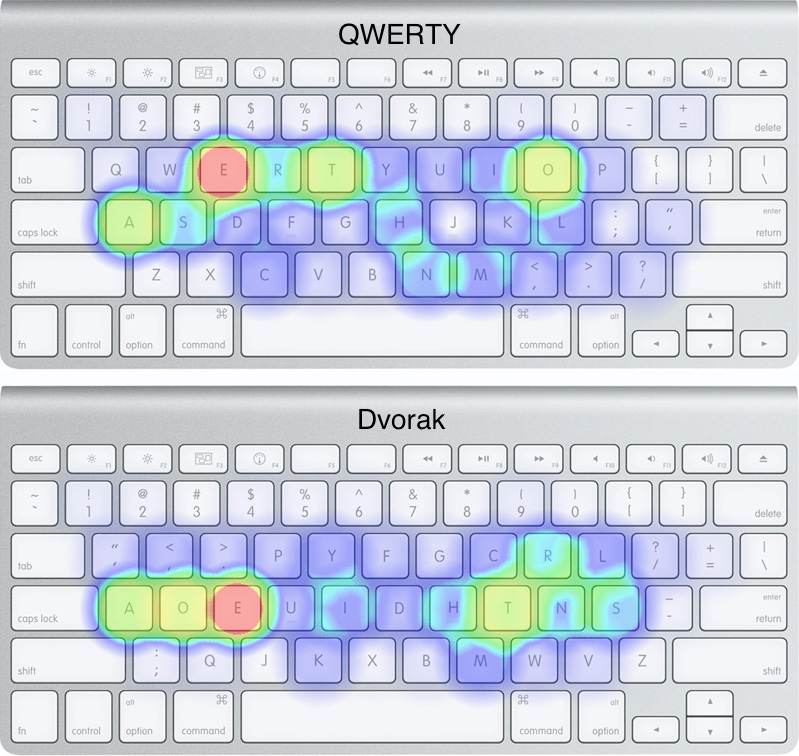 QWERTY
esc F1 F2 F3 F4 F5 F6 F7 F8 F9 F10 F11 F12
~ ! @ # $ % ^ & * ( ) - +
` 1 2 3 4 5 6 7 8 9 0 - = delete
tab Q W E R T Y U I O P { } |
[ ] \
caps lock A S D F G H J K L : " enter
; ' return
shift Z X C V B N M < > ? shift
, . /
alt ⌘ ⌘ alt
fn control option command command option
Dvorak
esc F1 F2 F3 F4 F5 F6 F7 F8 F9 F10 F11 F12
~ ! @ # $ % ^ & * ( ) { }
` 1 2 3 4 5 6 7 8 9 0 [ ] delete
tab " < > P Y F G C R L ? + |
' , . / = \
caps lock A O E U I D H T N S - enter
- return
shift : Q J K X B M W V Z shift
;
alt ⌘ ⌘ alt
fn control option command command option